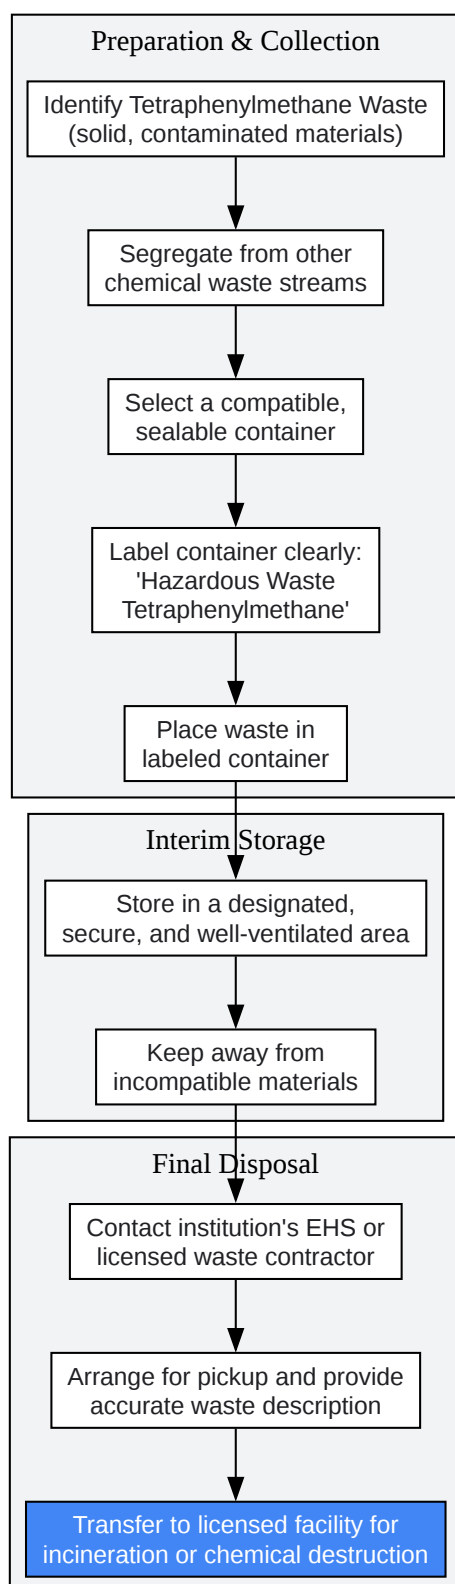 Preparation & Collection
Identify Tetraphenylmethane Waste
(solid, contaminated materials)
Segregate from other
chemical waste streams
Select a compatible,
sealable container
Label container clearly:
'Hazardous Waste
Tetraphenylmethane'
Place waste in
labeled container
Interim Storage
Store in a designated,
secure, and well-ventilated area
Keep away from
incompatible materials
Final Disposal
Contact institution's EHS or
licensed waste contractor
Arrange for pickup and provide
accurate waste description
Transfer to licensed facility for
incineration or chemical destruction